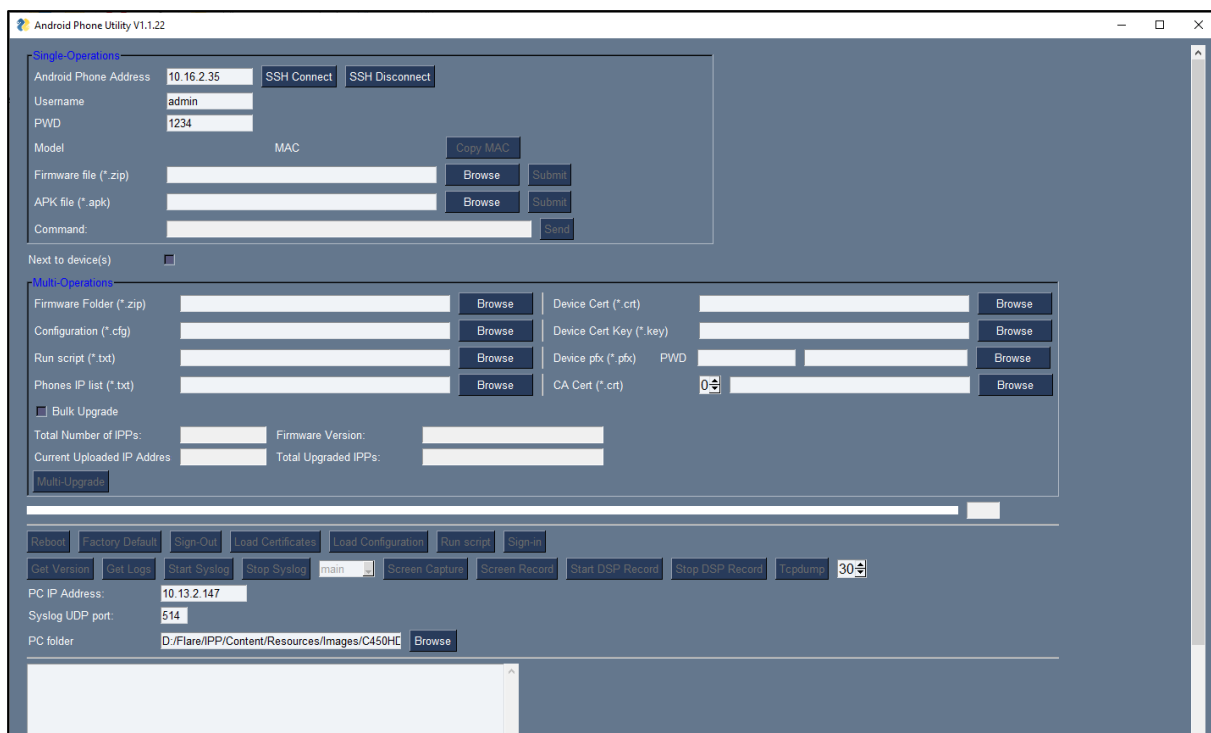 Android Phone Utility V1.1.22
Single-Operations
Android Phone Address 10.16.2.35 SSH Connect SSH Disconnect
Username admin
PWD 1234
Model MAC Copy MAC
Firmware file (*.zip) Browse Submit
APK file (*.apk) Browse Submit
Command: Send
Next to device(s)
Multi-Operations
Firmware Folder (*.zip) Browse Device Cert (*.crt) Browse
Configuration (*.cfg) Browse Device Cert Key (*.key) Browse
Run script (*.txt) Browse Device pfx (*.pfx) PWD Browse
Phones IP list (*.txt) Browse CA Cert (*.crt) 0 Browse
Bulk Upgrade
Total Number of IPPs: Firmware Version:
Current Uploaded IP Addres Total Upgraded IPPs:
Multi-Upgrade
Reboot Factory Default Sign-Out Load Certificates Load Configuration Run script Sign-in
Get Version Get Logs Start Syslog Stop Syslog main Screen Capture Screen Record Start DSP Record Stop DSP Record Tcpdump 30
PC IP Address: 10.13.2.147
Syslog UDP port: 514
PC folder D:/Flare/IPP/Content/Resources/Images/C450HD Browse